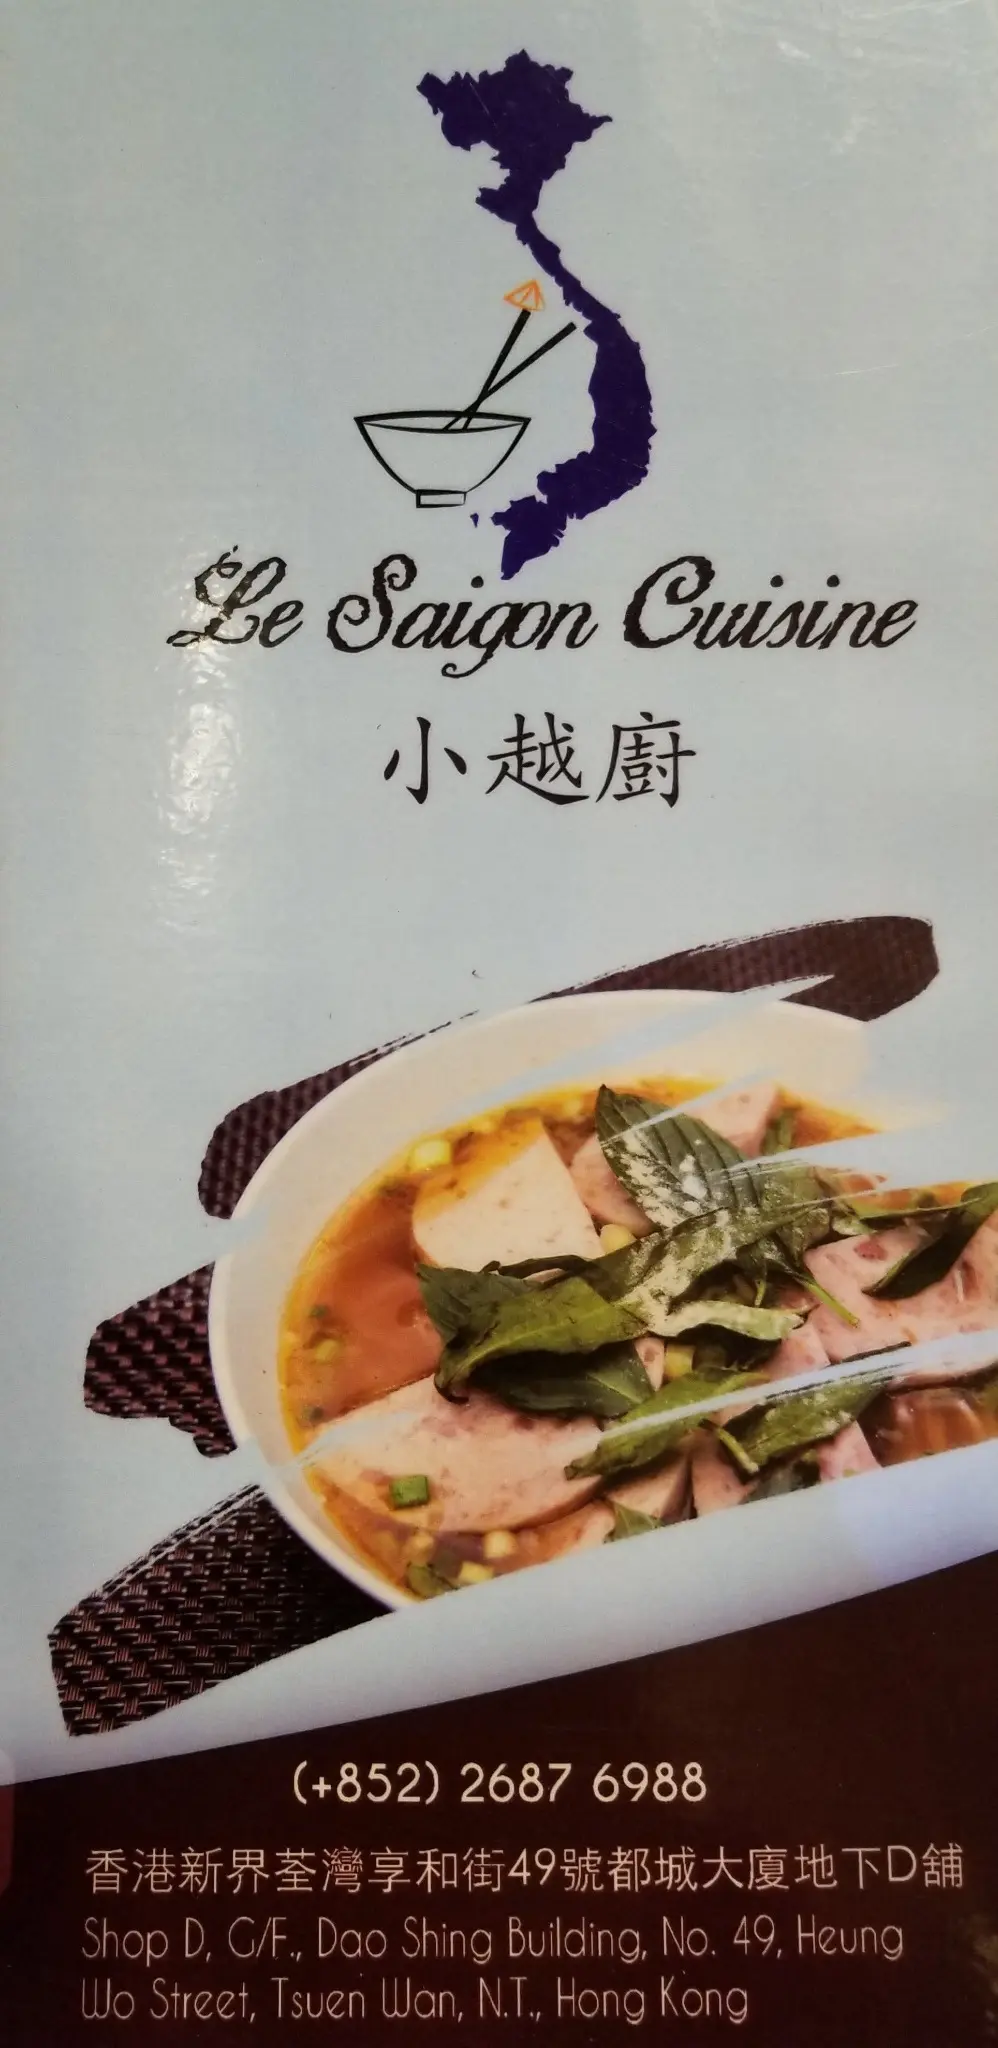 Le Saigon Cuisine
小越廚
(+852) 2687 6988
香港新界荃灣享和街49號都城大廈地下D舖
Shop D, G/F., Dao Shing Building, No. 49, Heung
Wo Street, Tsuen Wan, N.T., Hong Kong